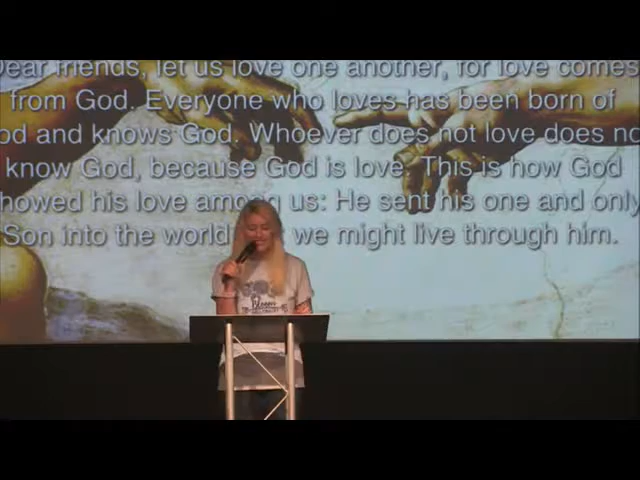 ear friends, let us love one another, for love comes
from God. Everyone who loves has been born of
od and knows God. Whoever does not love does no
know God, because God is love. This is how God
howed his love among us: He sent his one and only
Son into the world we might live through him.
Bloom